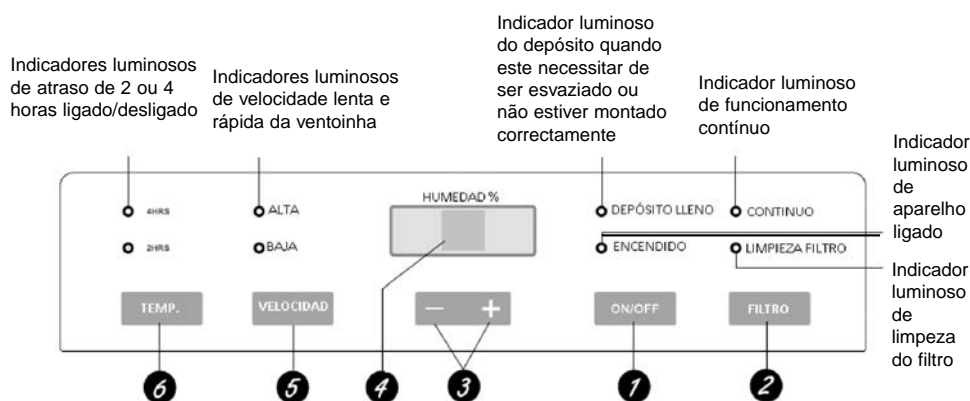 Indicadores luminosos
de atraso de 2 ou 4
horas ligado/desligado
Indicadores luminosos
de velocidade lenta e
rápida da ventoinha
Indicador luminoso
do depósito quando
este necessitar de
ser esvaziado ou
não estiver montado
correctamente
Indicador luminoso
de funcionamento
contínuo
Indicador
luminoso
de
aparelho
ligado
Indicador
luminoso
de
limpeza
do filtro
4HRS
2HRS
ALTA
BAJA
HUMEDAD %
DEPÓSITO LLENO
ENCENDIDO
CONTINUO
LIMPIEZA FILTRO
TEMP.
VELOCIDAD
− +
ON/OFF
FILTRO
6
5
4
3
1
2